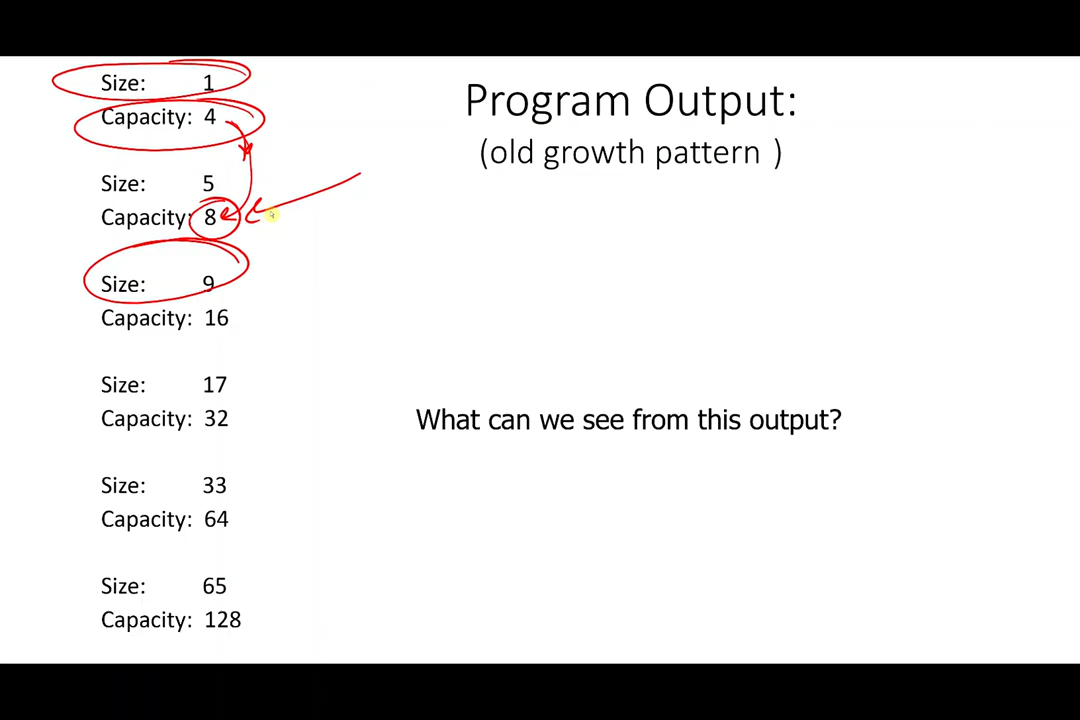 Program Output:
(old growth pattern )
Size: 1
Capacity: 4
Size: 5
Capacity: 8
Size: 9
Capacity: 16
Size: 17
Capacity: 32
Size: 33
Capacity: 64
Size: 65
Capacity: 128
What can we see from this output?